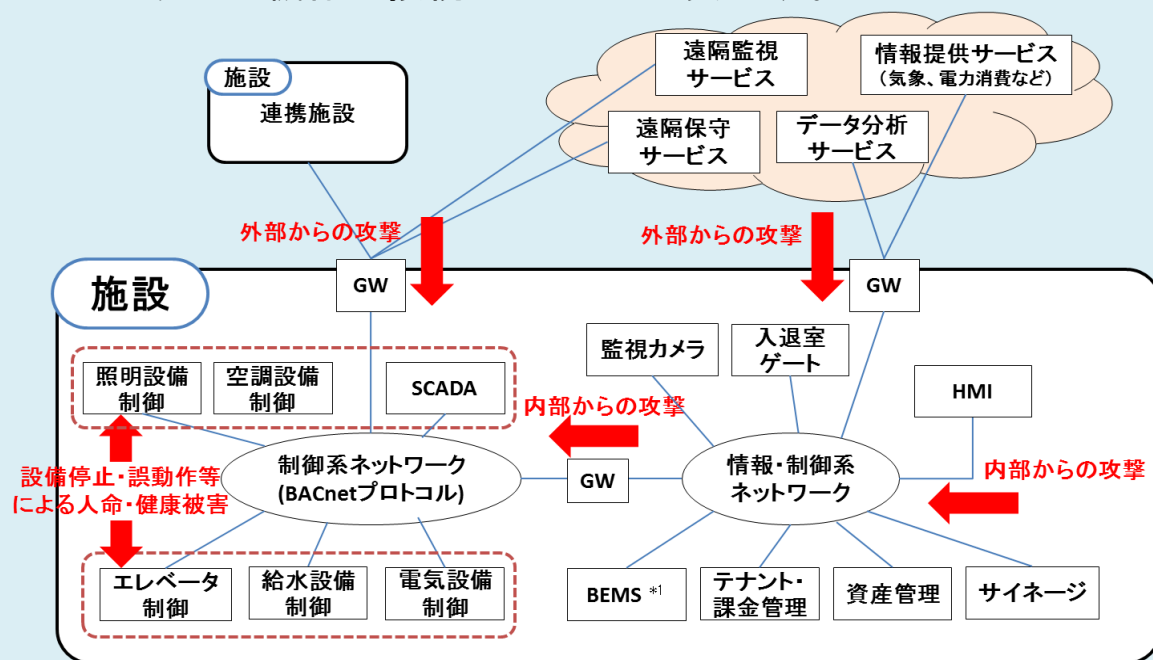 遠隔監視
サービス
情報提供サービス
(気象、電力消費など)
施設
連携施設
遠隔保守
サービス
データ分析
サービス
外部からの攻撃
外部からの攻撃
GW
GW
施設
監視カメラ
入退室
ゲート
照明設備
制御
空調設備
制御
SCADA
HMI
内部からの攻撃
設備停止・誤動作等
による人命・健康被害
制御系ネットワーク
(BACnetプロトコル)
GW
情報・制御系
ネットワーク
内部からの攻撃
エレベータ
制御
給水設備
制御
電気設備
制御
BEMS *1
テナント・
課金管理
資産管理
サイネージ